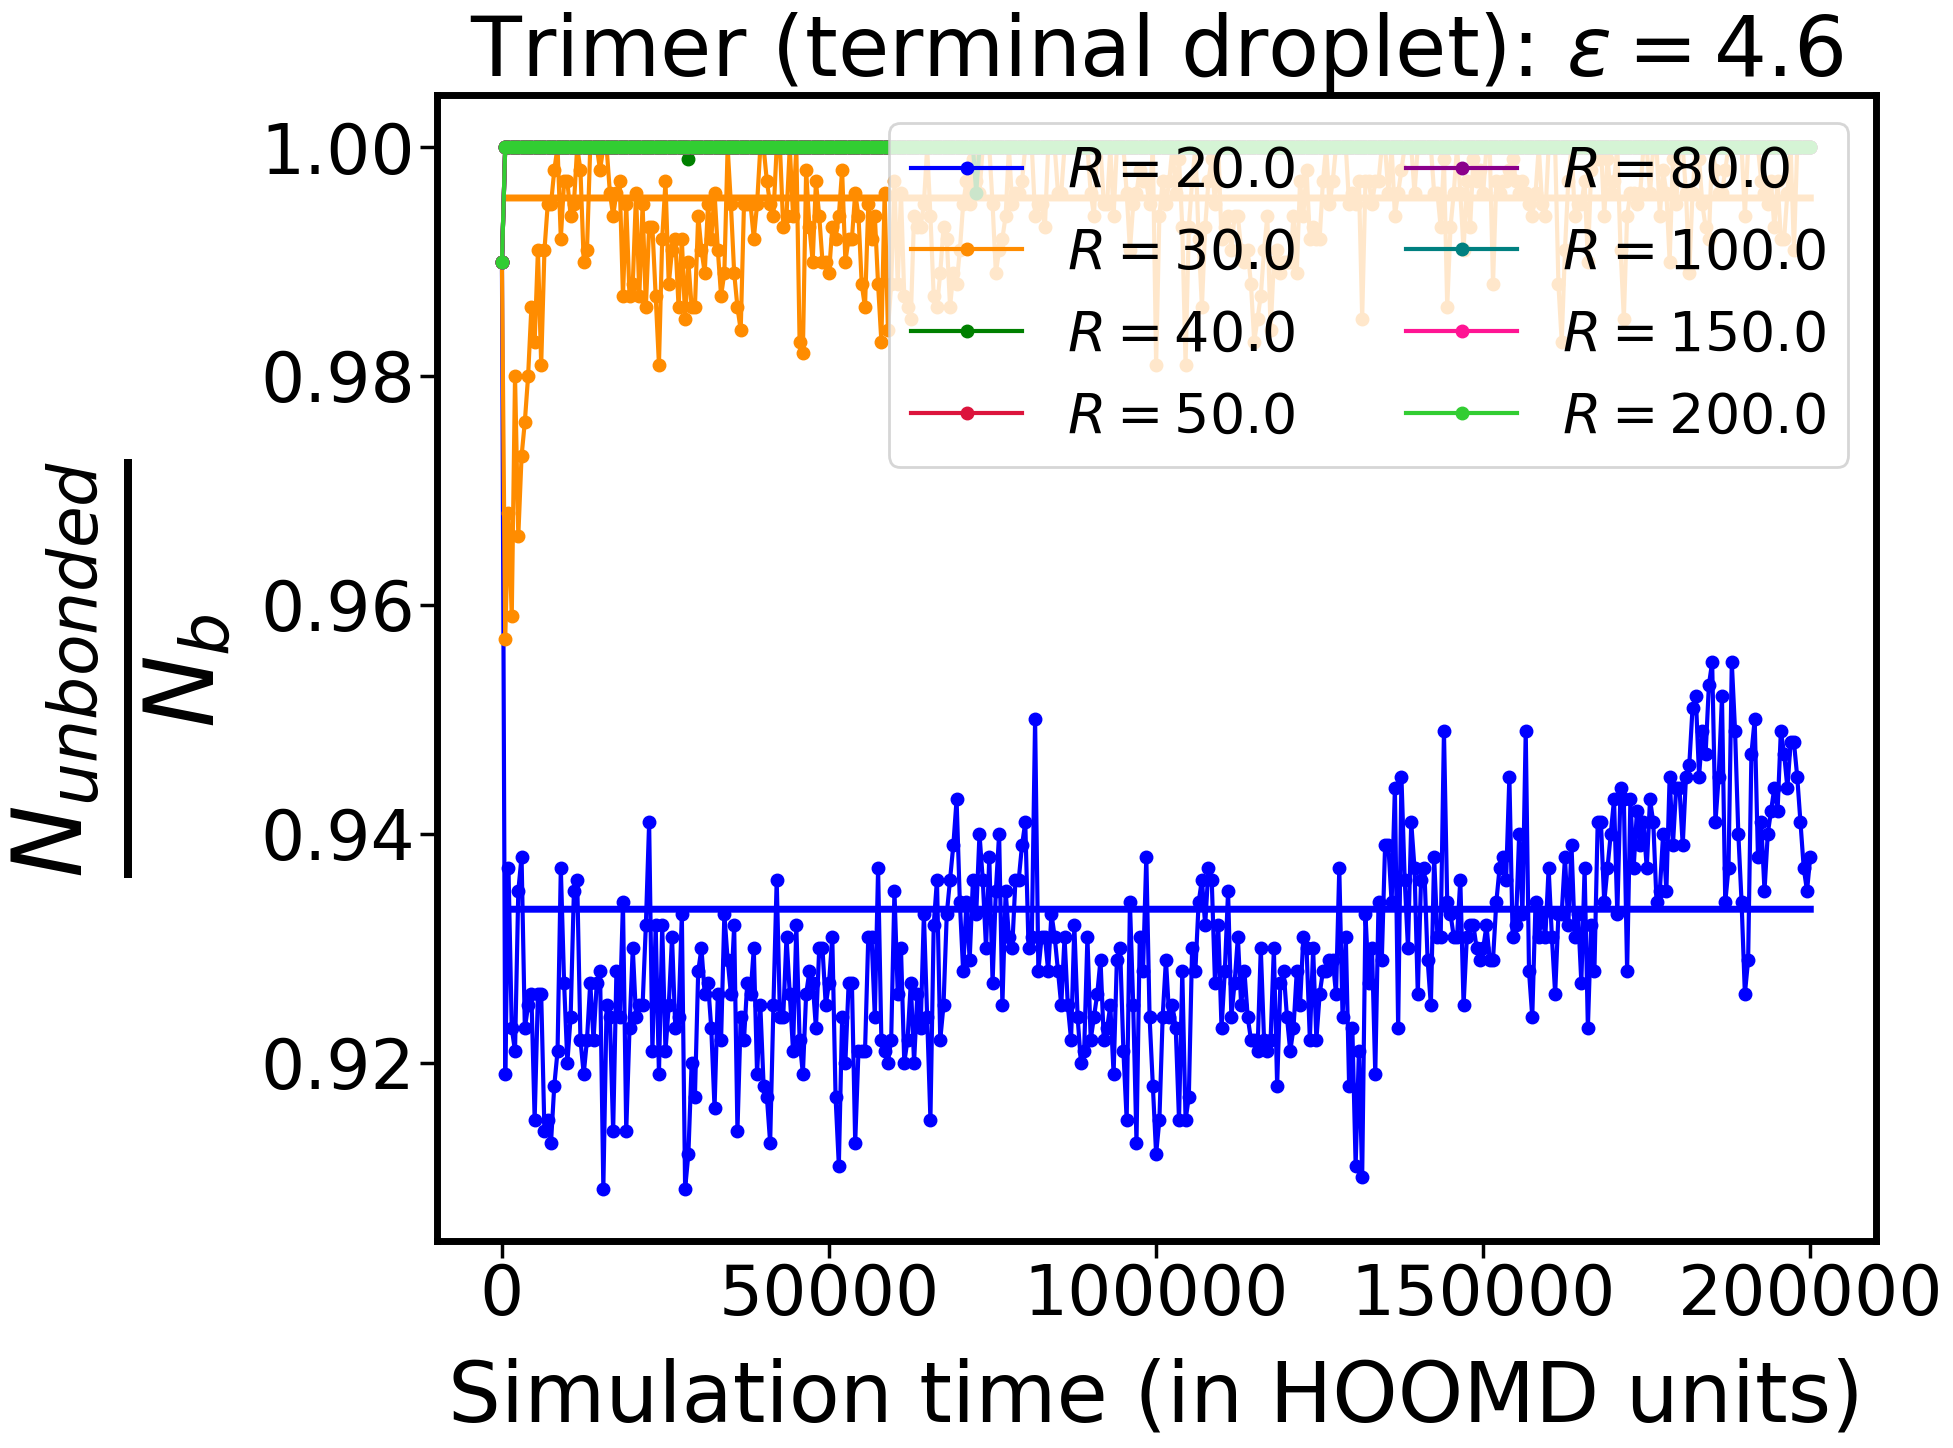 Trimer (terminal droplet): ε = 4.6
1.00
0.98
0.96
0.94
0.92
N_unbonded
N_b
R = 20.0
R = 30.0
R = 40.0
R = 50.0
R = 80.0
R = 100.0
R = 150.0
R = 200.0
0 50000 100000 150000 200000
Simulation time (in HOOMD units)